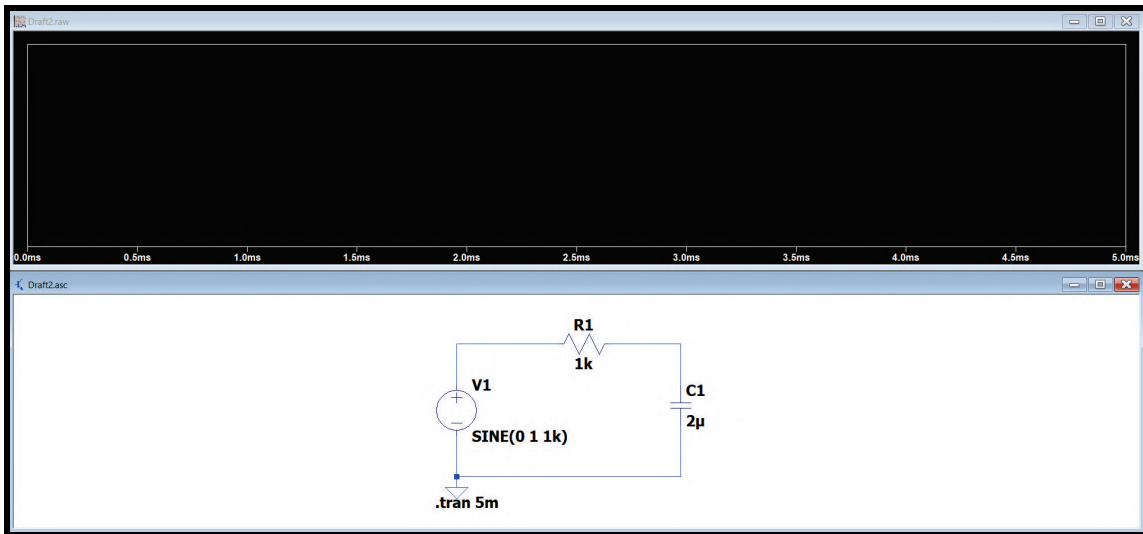 Draft2.raw
0.0ms 0.5ms 1.0ms 1.5ms 2.0ms 2.5ms 3.0ms 3.5ms 4.0ms 4.5ms 5.0ms
Draft2.asc
R1
1k
V1
SINE(0 1 1k)
C1
2µ
.tran 5m